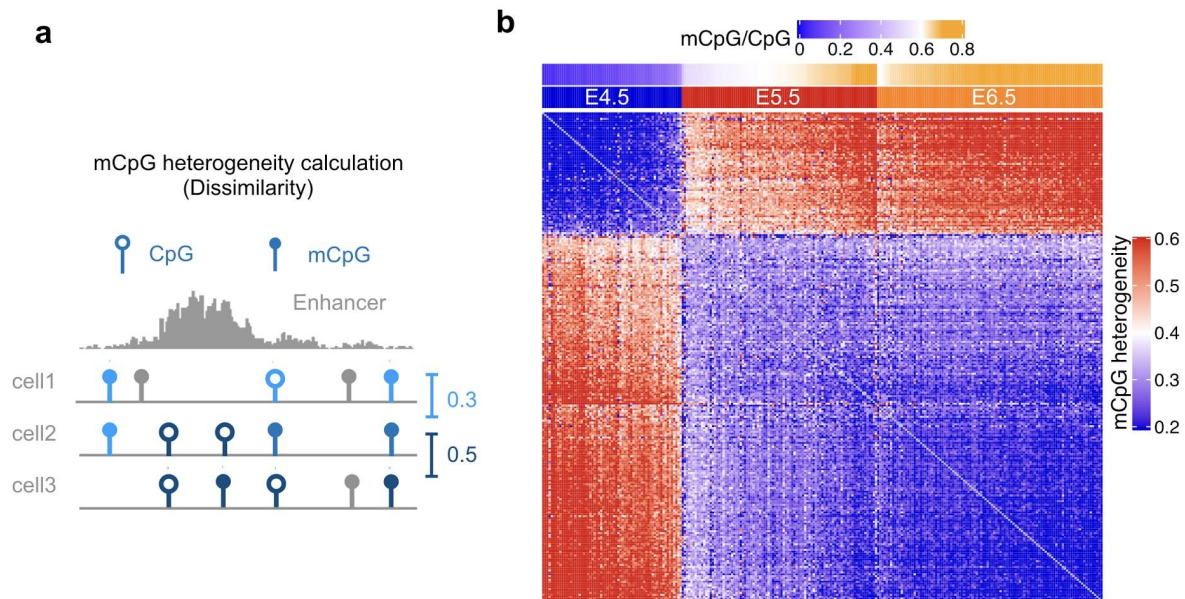 a
mCpG heterogeneity calculation
(Dissimilarity)
CpG
mCpG
Enhancer
cell1
0.3
cell2
0.5
cell3
b
mCpG/CpG
0 0.2 0.4 0.6 0.8
E4.5 E5.5 E6.5
mCpG heterogeneity
0.6
0.5
0.4
0.3
0.2